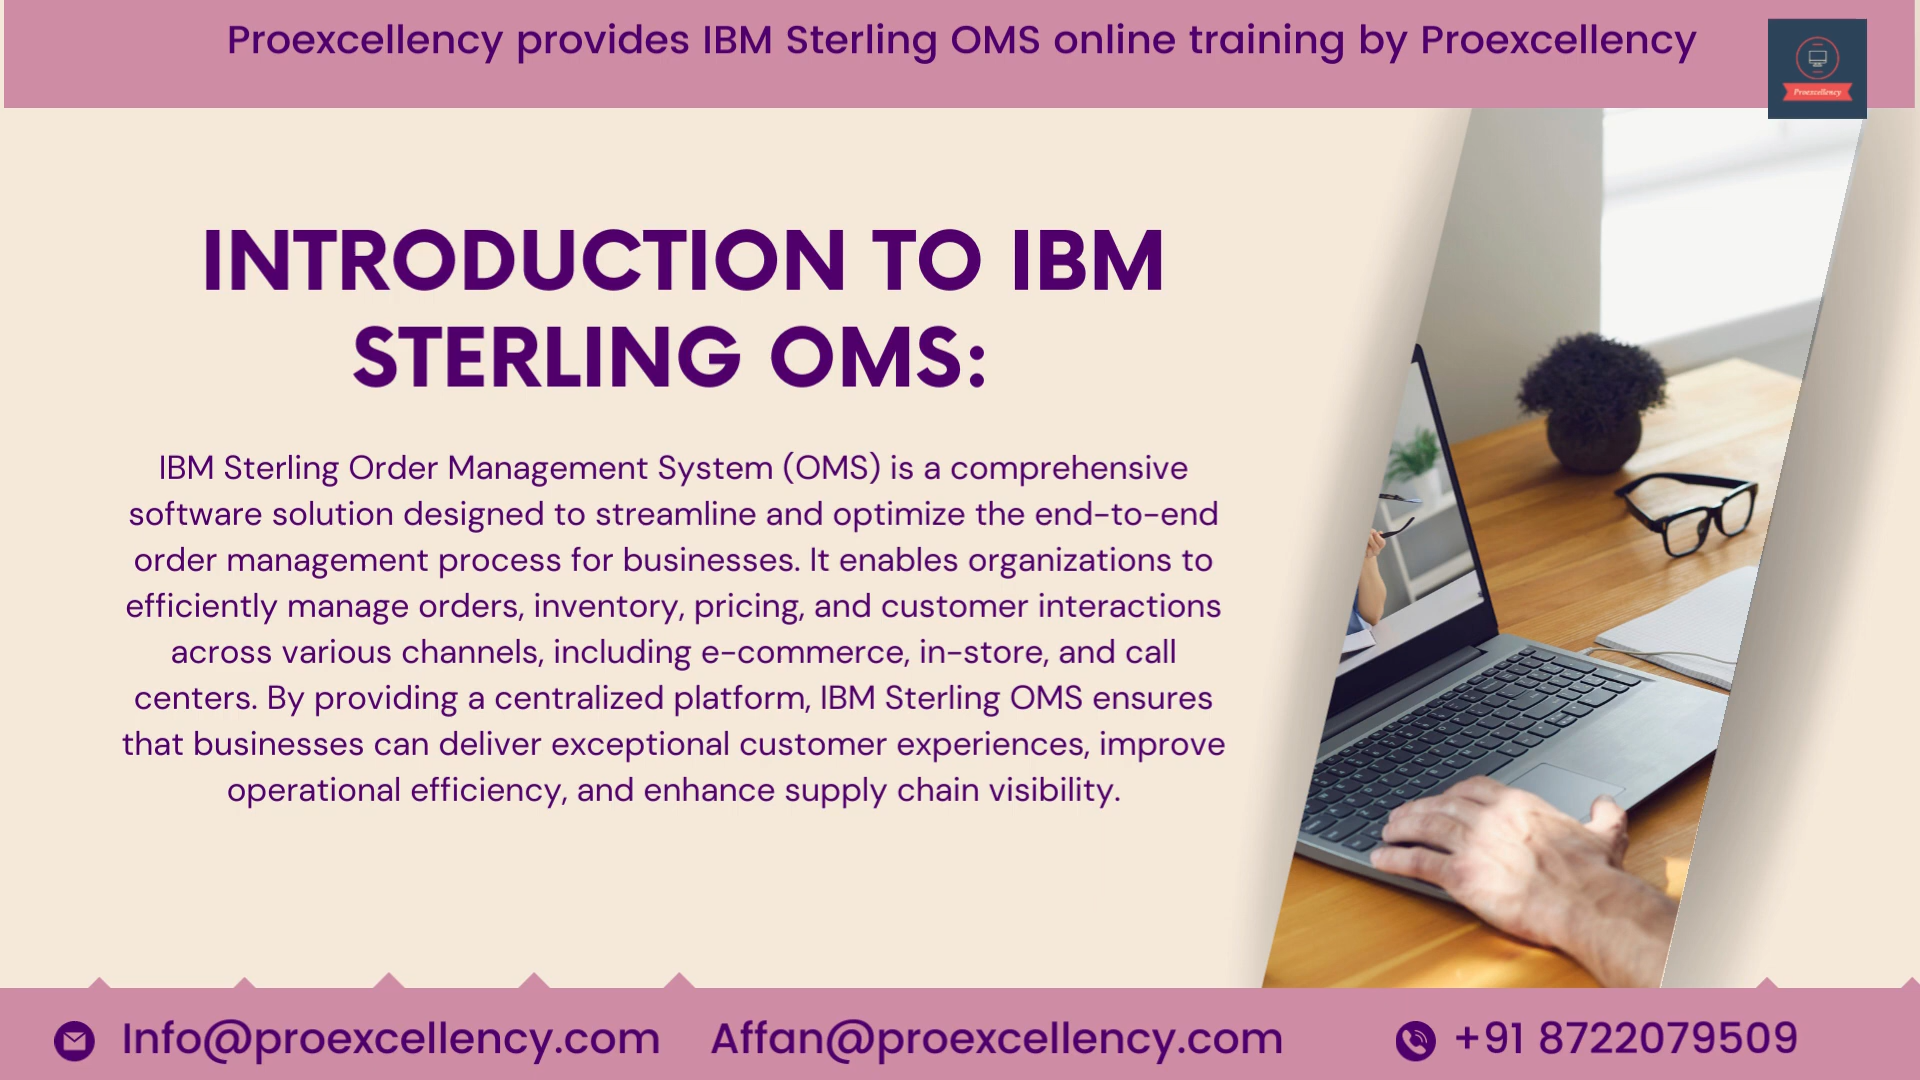 Proexcellency provides IBM Sterling OMS online training by Proexcellency
Proexcellency
INTRODUCTION TO IBM
STERLING OMS:
IBM Sterling Order Management System (OMS) is a comprehensive
software solution designed to streamline and optimize the end-to-end
order management process for businesses. It enables organizations to
efficiently manage orders, inventory, pricing, and customer interactions
across various channels, including e-commerce, in-store, and call
centers. By providing a centralized platform, IBM Sterling OMS ensures
that businesses can deliver exceptional customer experiences, improve
operational efficiency, and enhance supply chain visibility.
Info@proexcellency.com Affan@proexcellency.com +91 8722079509